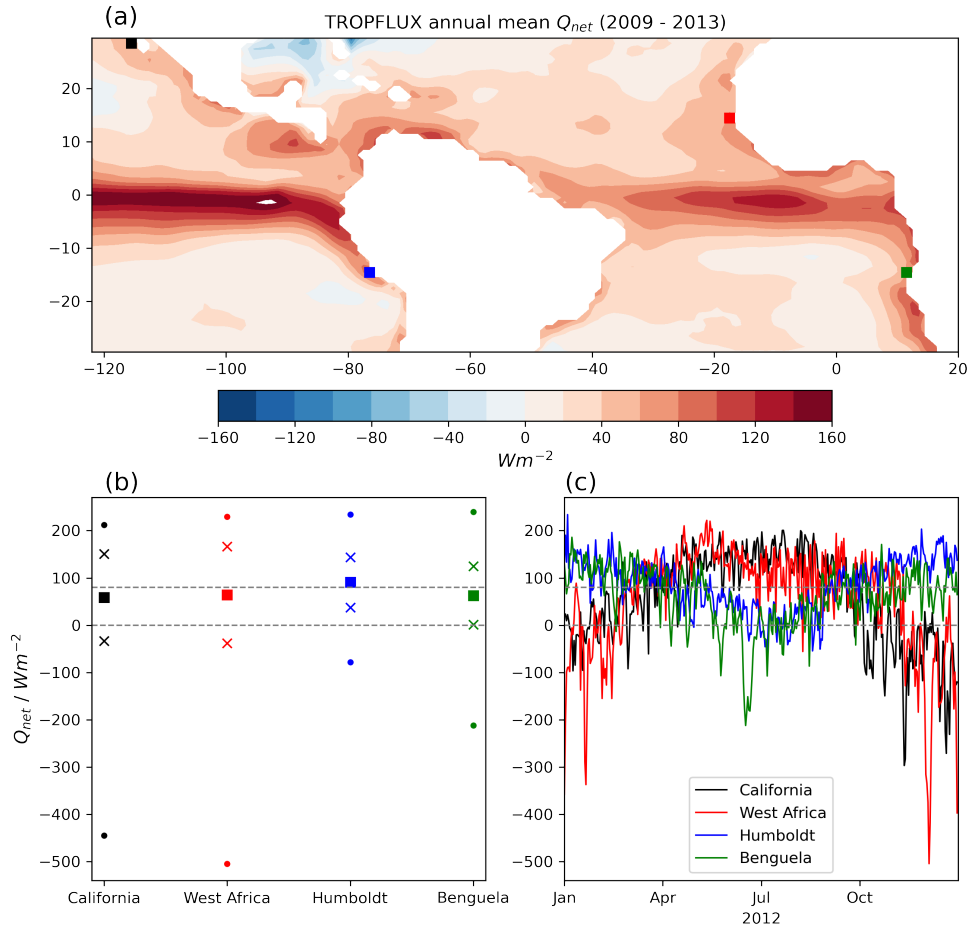 (a)
TROPFLUX annual mean Qnet (2009 - 2013)
20
10
0
−10
−20
−120 −100 −80 −60 −40 −20 0 20
−160 −120 −80 −40 0 40 80 120 160
Wm⁻²
(b)
200
100
0
−100
−200
−300
−400
−500
Qnet / Wm⁻²
California West Africa Humboldt Benguela
(c)
200
100
0
−100
−200
−300
−400
−500
California
West Africa
Humboldt
Benguela
Jan Apr Jul Oct
2012